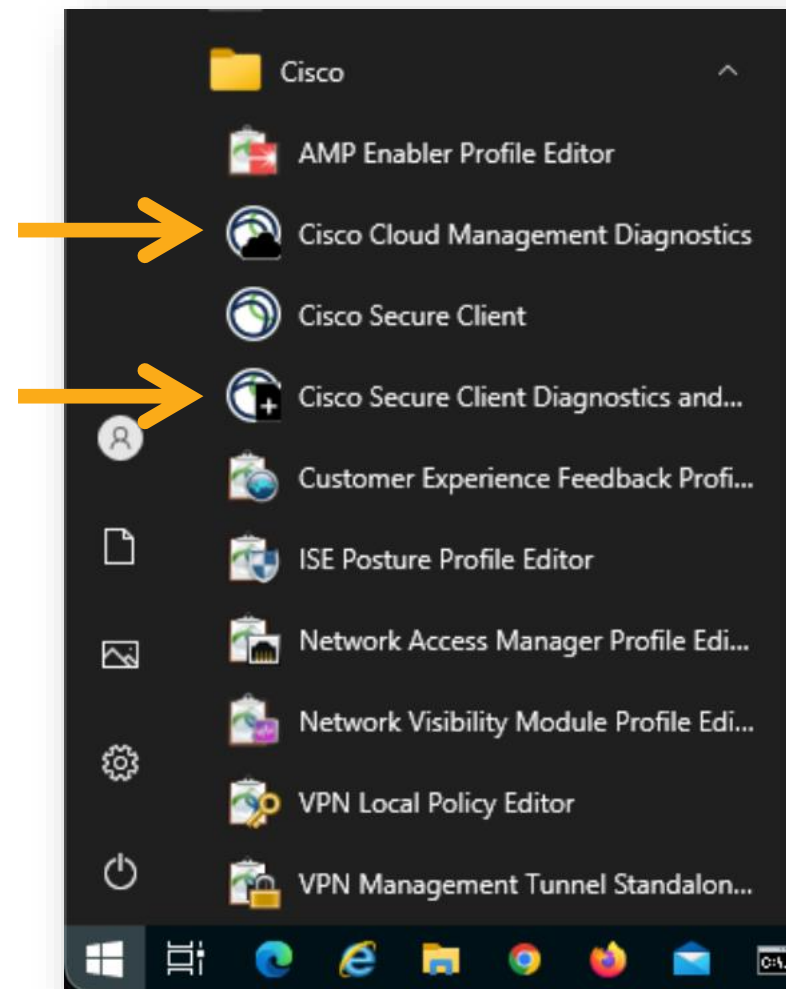 Cisco
AMP Enabler Profile Editor
Cisco Cloud Management Diagnostics
Cisco Secure Client
Cisco Secure Client Diagnostics and...
Customer Experience Feedback Profi...
ISE Posture Profile Editor
Network Access Manager Profile Edi...
Network Visibility Module Profile Edi...
VPN Local Policy Editor
VPN Management Tunnel Standalon...
C:\.